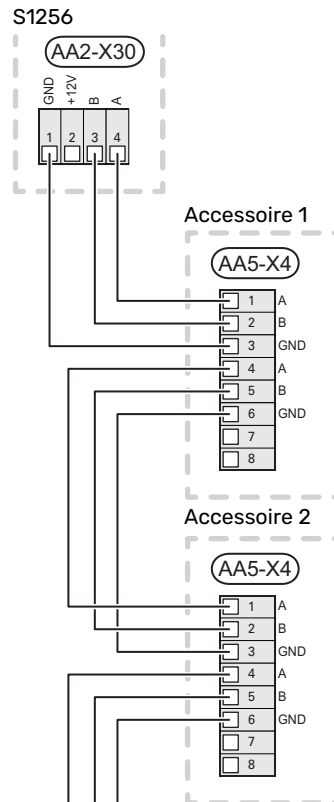 S1256
AA2-X30
GND +12V B A
1 2 3 4
Accessoire 1
AA5-X4
1 A
2 B
3 GND
4 A
5 B
6 GND
7
8
Accessoire 2
AA5-X4
1 A
2 B
3 GND
4 A
5 B
6 GND
7
8